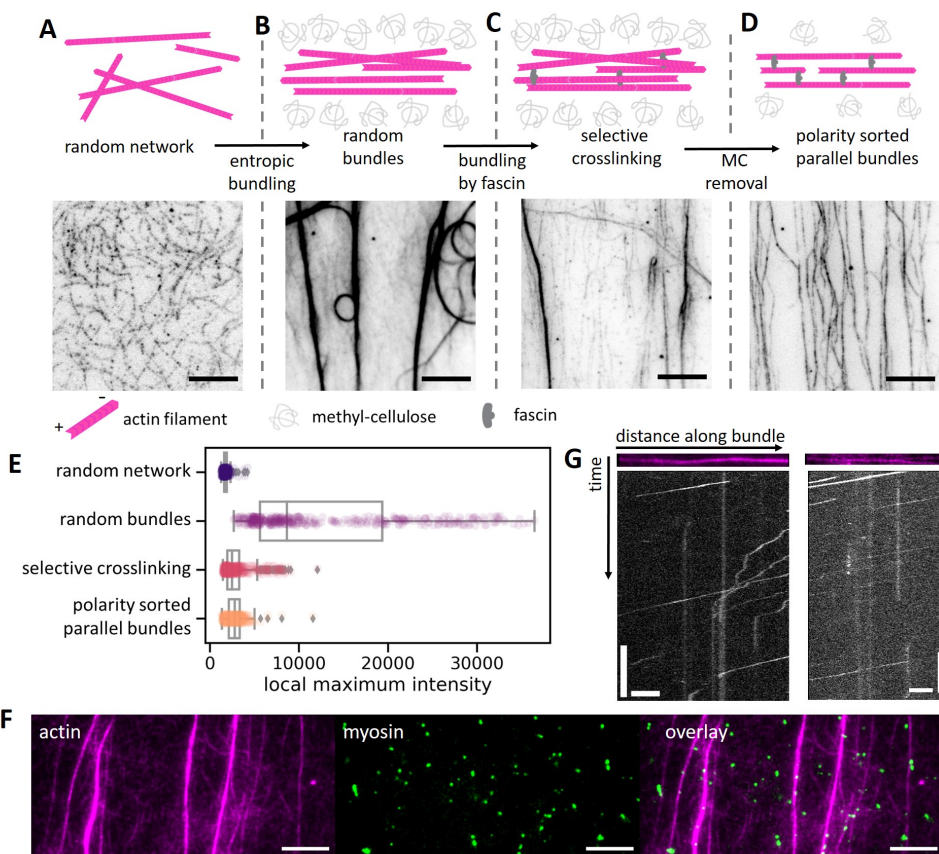 A
B
C
D
random network
entropic
bundling
random
bundles
bundling
by fascin
selective
crosslinking
MC
removal
polarity sorted
parallel bundles
+
-
actin filament
methyl-cellulose
fascin
E
random network
random bundles
selective crosslinking
polarity sorted
parallel bundles
0 10000 20000 30000
local maximum intensity
G
distance along bundle
time
F
actin
myosin
overlay